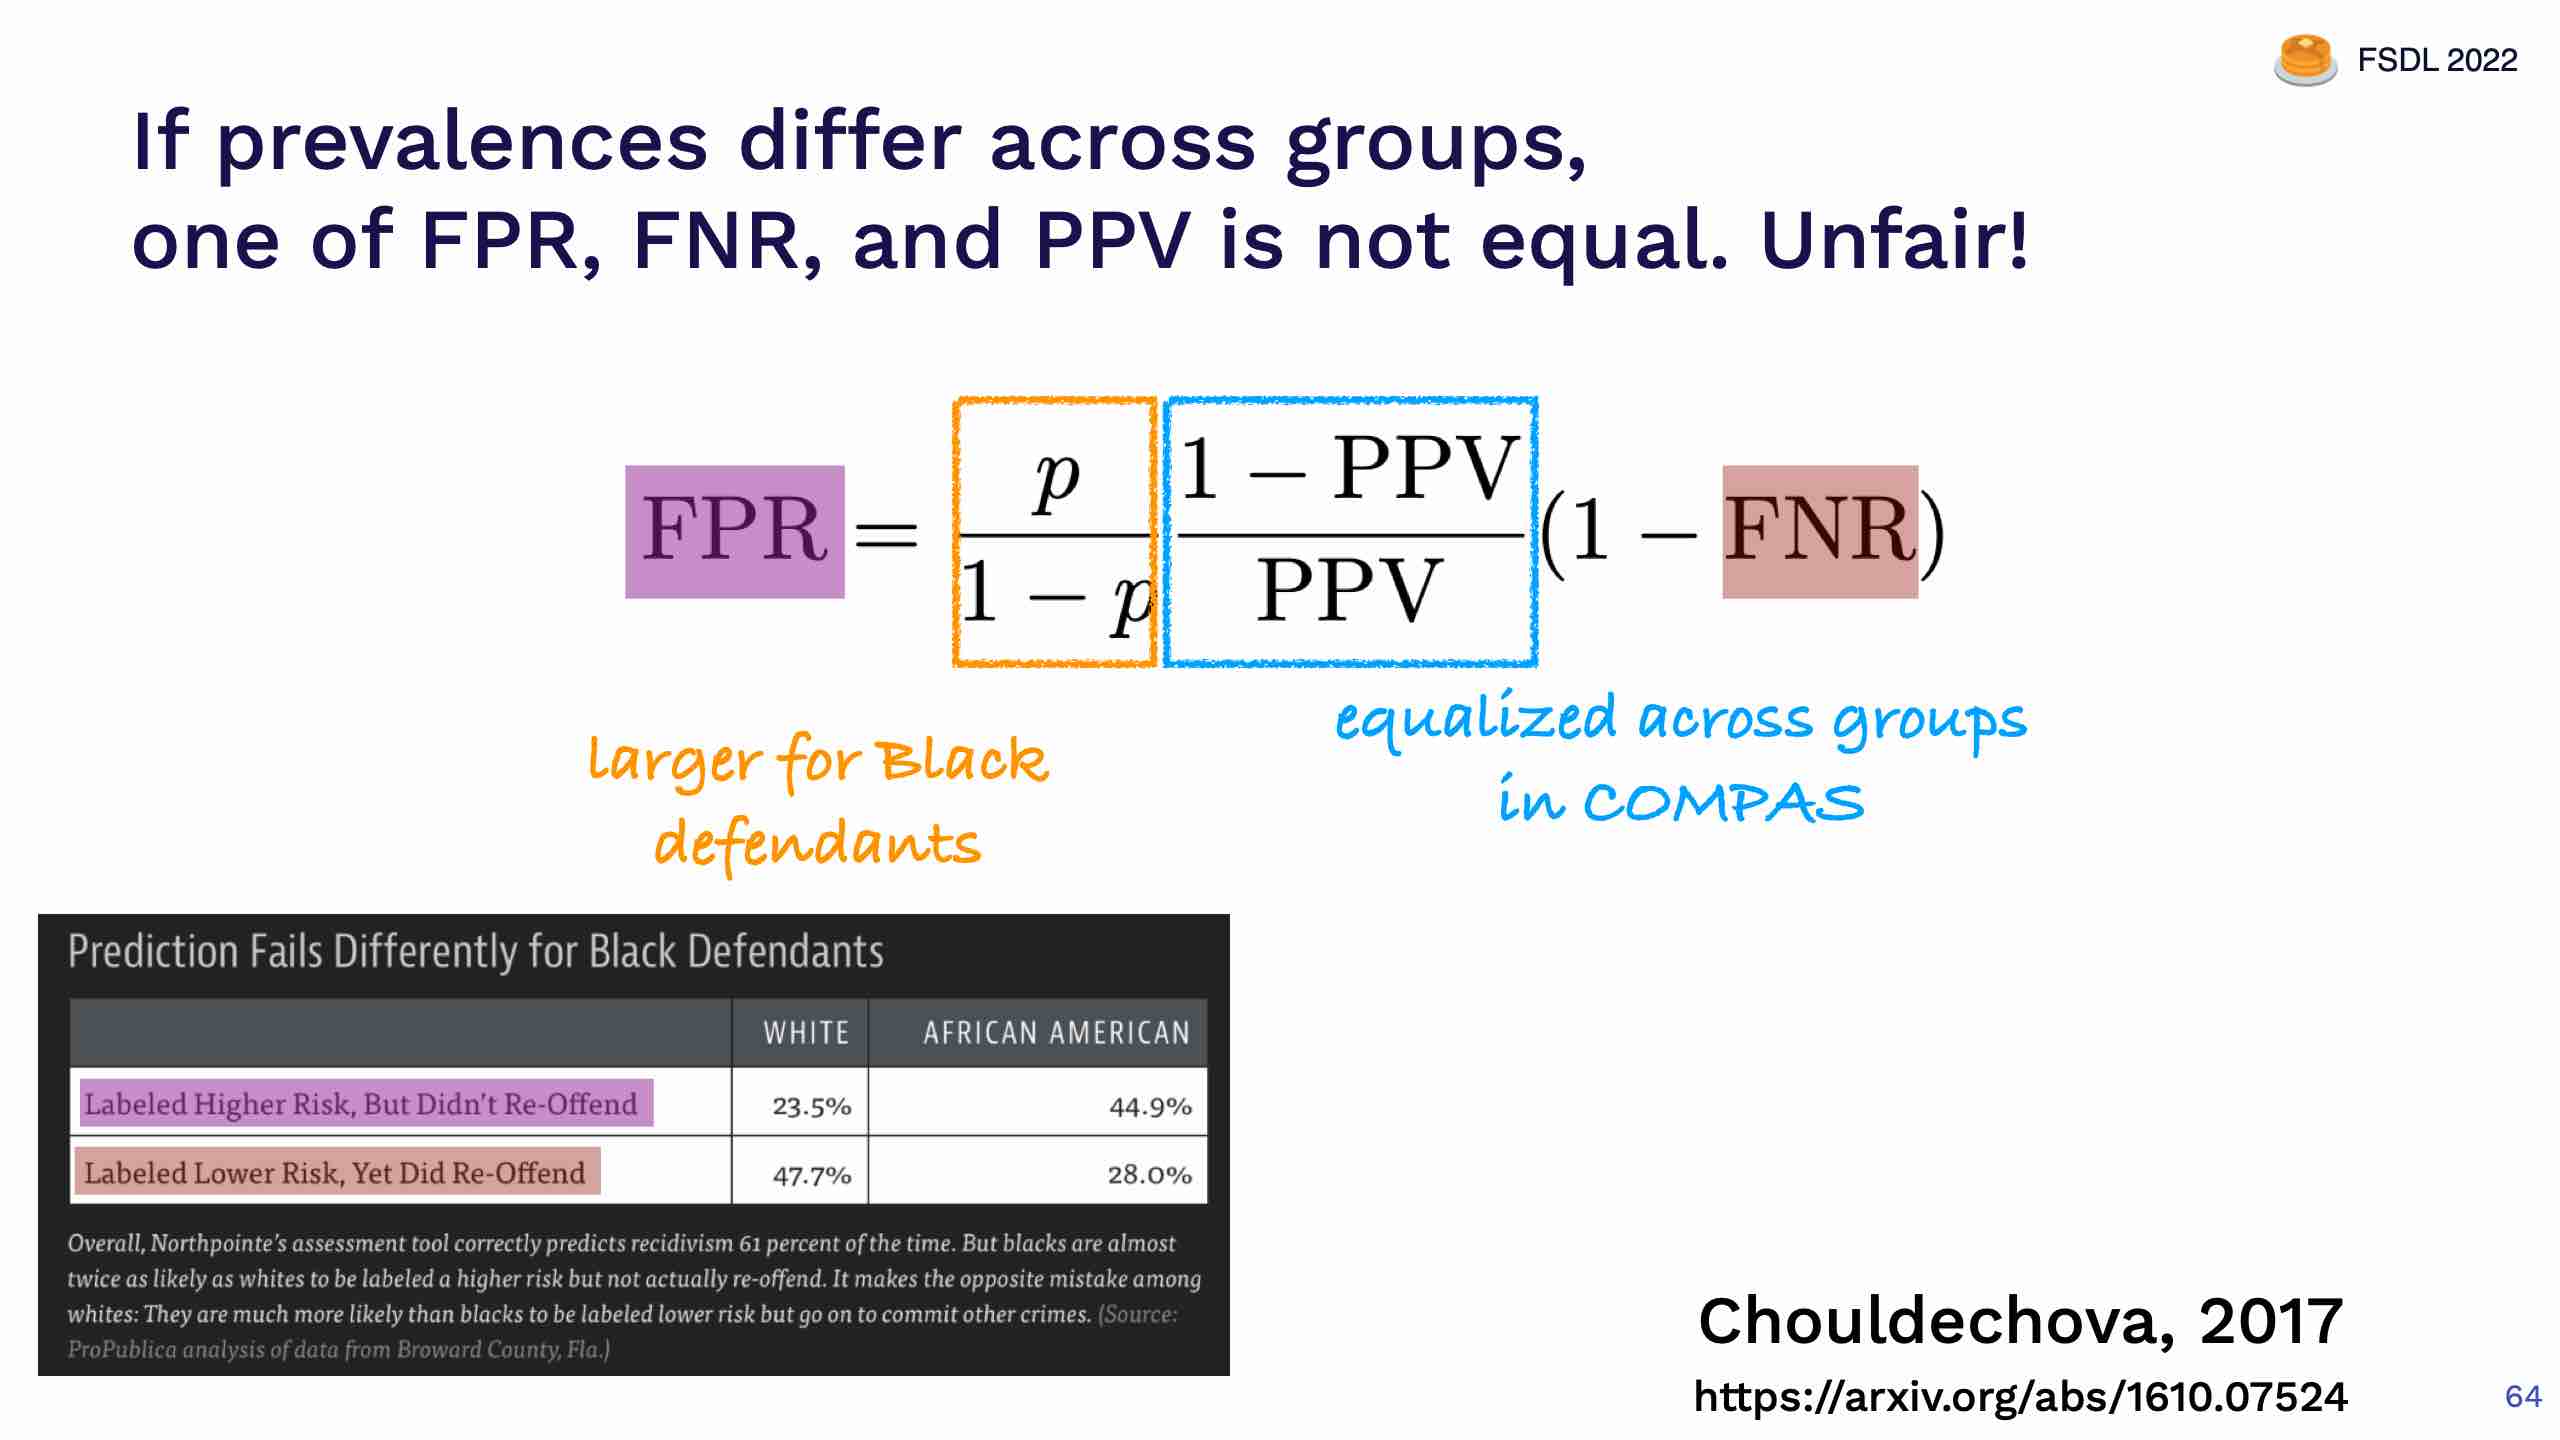 FSDL 2022
If prevalences differ across groups,
one of FPR, FNR, and PPV is not equal. Unfair!
FPR = p / 1 − p 1 − PPV / PPV (1 − FNR)
larger for Black
defendants
equalized across groups
in COMPAS
Prediction Fails Differently for Black Defendants
WHITE AFRICAN AMERICAN
Labeled Higher Risk, But Didn't Re-Offend 23.5% 44.9%
Labeled Lower Risk, Yet Did Re-Offend 47.7% 28.0%
Overall, Northpointe's assessment tool correctly predicts recidivism 61 percent of the time. But blacks are almost
twice as likely as whites to be labeled a higher risk but not actually re-offend. It makes the opposite mistake among
whites: They are much more likely than blacks to be labeled lower risk but go on to commit other crimes. (Source:
ProPublica analysis of data from Broward County, Fla.)
Chouldechova, 2017
https://arxiv.org/abs/1610.07524
64